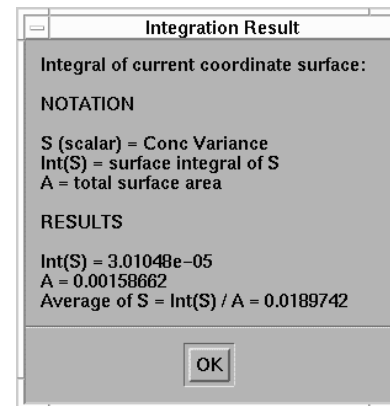 Integration Result
Integral of current coordinate surface:
NOTATION
S (scalar) = Conc Variance
Int(S) = surface integral of S
A = total surface area
RESULTS
Int(S) = 3.01048e-05
A = 0.00158662
Average of S = Int(S) / A = 0.0189742
OK